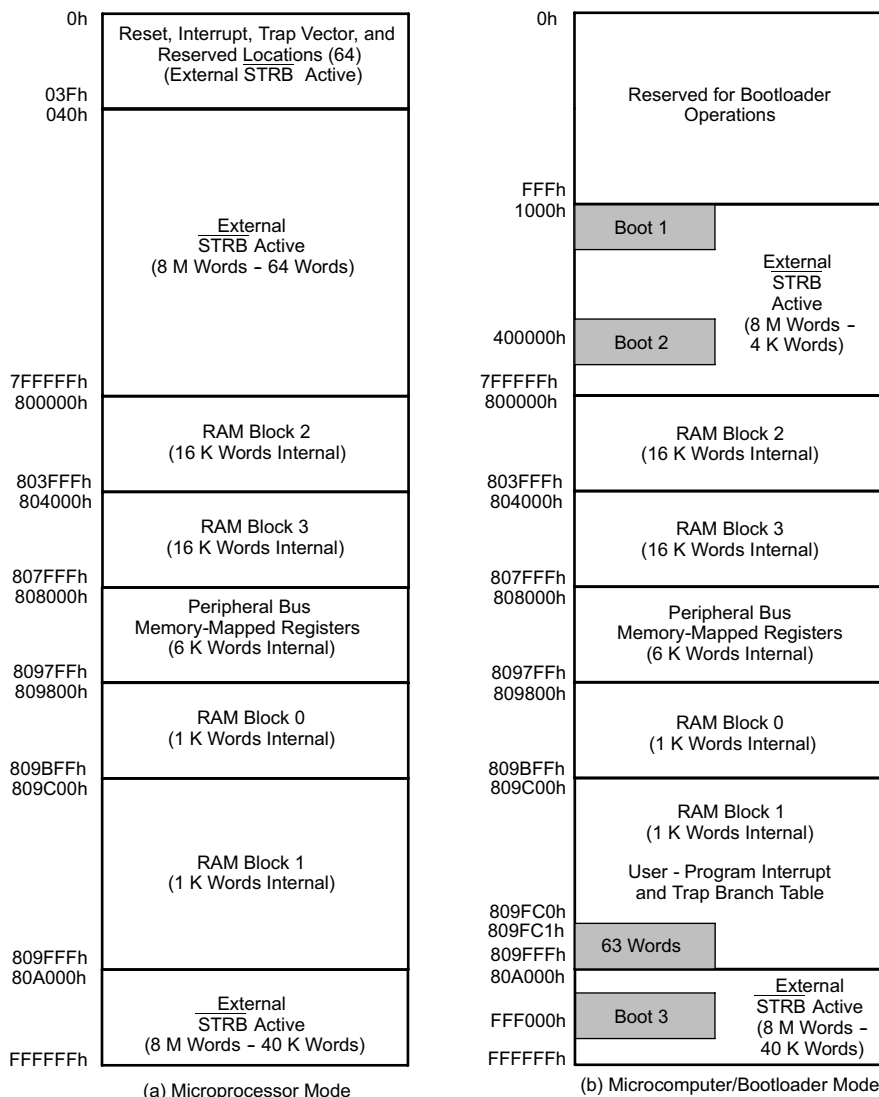 0h
Reset, Interrupt, Trap Vector, and
Reserved Locations (64)
(External STRB Active)
03Fh
040h
External
STRB Active
(8 M Words – 64 Words)
7FFFFFh
800000h
RAM Block 2
(16 K Words Internal)
803FFFh
804000h
RAM Block 3
(16 K Words Internal)
807FFFh
808000h
Peripheral Bus
Memory-Mapped Registers
(6 K Words Internal)
8097FFh
809800h
RAM Block 0
(1 K Words Internal)
809BFFh
809C00h
RAM Block 1
(1 K Words Internal)
809FFFh
80A000h
External
STRB Active
(8 M Words – 40 K Words)
FFFFFFh
(a) Microprocessor Mode
0h
Reserved for Bootloader
Operations
FFFh
1000h
Boot 1
External
STRB
Active
(8 M Words –
4 K Words)
400000h
Boot 2
7FFFFFh
800000h
RAM Block 2
(16 K Words Internal)
803FFFh
804000h
RAM Block 3
(16 K Words Internal)
807FFFh
808000h
Peripheral Bus
Memory-Mapped Registers
(6 K Words Internal)
8097FFh
809800h
RAM Block 0
(1 K Words Internal)
809BFFh
809C00h
RAM Block 1
(1 K Words Internal)
User - Program Interrupt
and Trap Branch Table
809FC0h
809FC1h
63 Words
809FFFh
80A000h
External
STRB Active
(8 M Words –
40 K Words)
Boot 3
FFF000h
FFFFFFh
(b) Microcomputer/Bootloader Mode